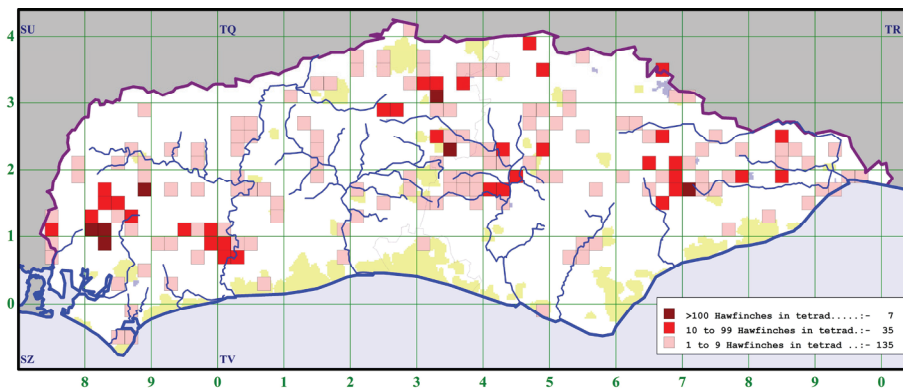 SU TQ TR
4
3
2
1
0
SZ TV
8 9 0 1 2 3 4 5 6 7 8 9 0
>100 Hawfinches in tetrad.....:- 7
10 to 99 Hawfinches in tetrad.:- 35
1 to 9 Hawfinches in tetrad ..:- 135